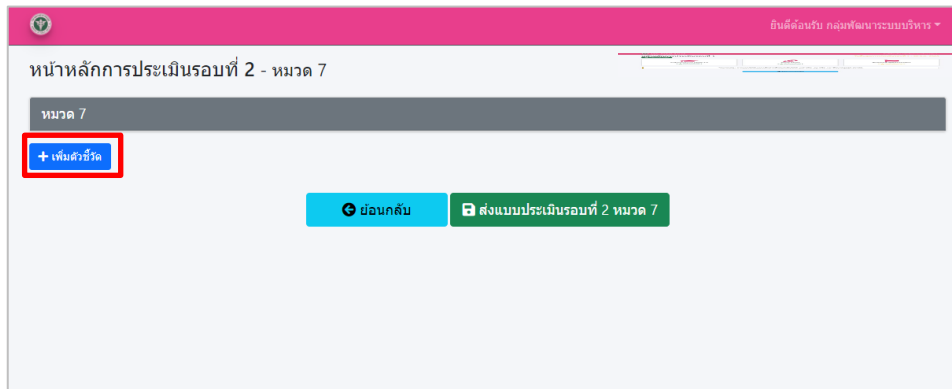 ยินดีต้อนรับ กลุ่มพัฒนาระบบบริหาร
หน้าหลักการประเมินรอบที่ 2 - หมวด 7
หมวด 7
+ เพิ่มตัวชี้วัด
ย้อนกลับ
ส่งแบบประเมินรอบที่ 2 หมวด 7